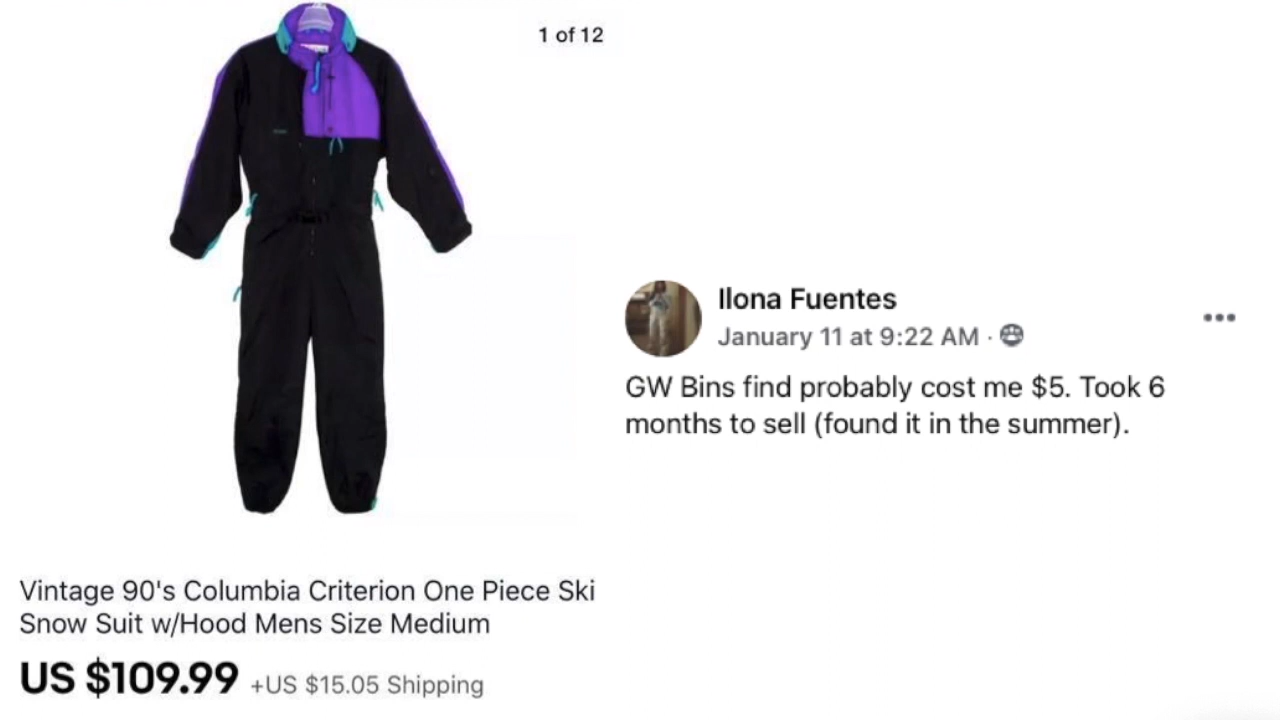 1 of 12
Ilona Fuentes
January 11 at 9:22 AM ·
GW Bins find probably cost me $5. Took 6
months to sell (found it in the summer).
Vintage 90's Columbia Criterion One Piece Ski
Snow Suit w/Hood Mens Size Medium
US $109.99 +US $15.05 Shipping